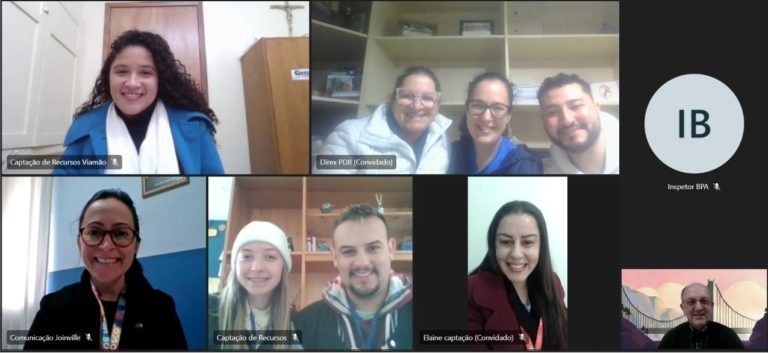 Captação de Recursos Viamão
Direx PDB (Convidado)
IB
Inspetor BPA
Comunicação Joinville
Captação de Recursos
Elaine captação (Convidado)